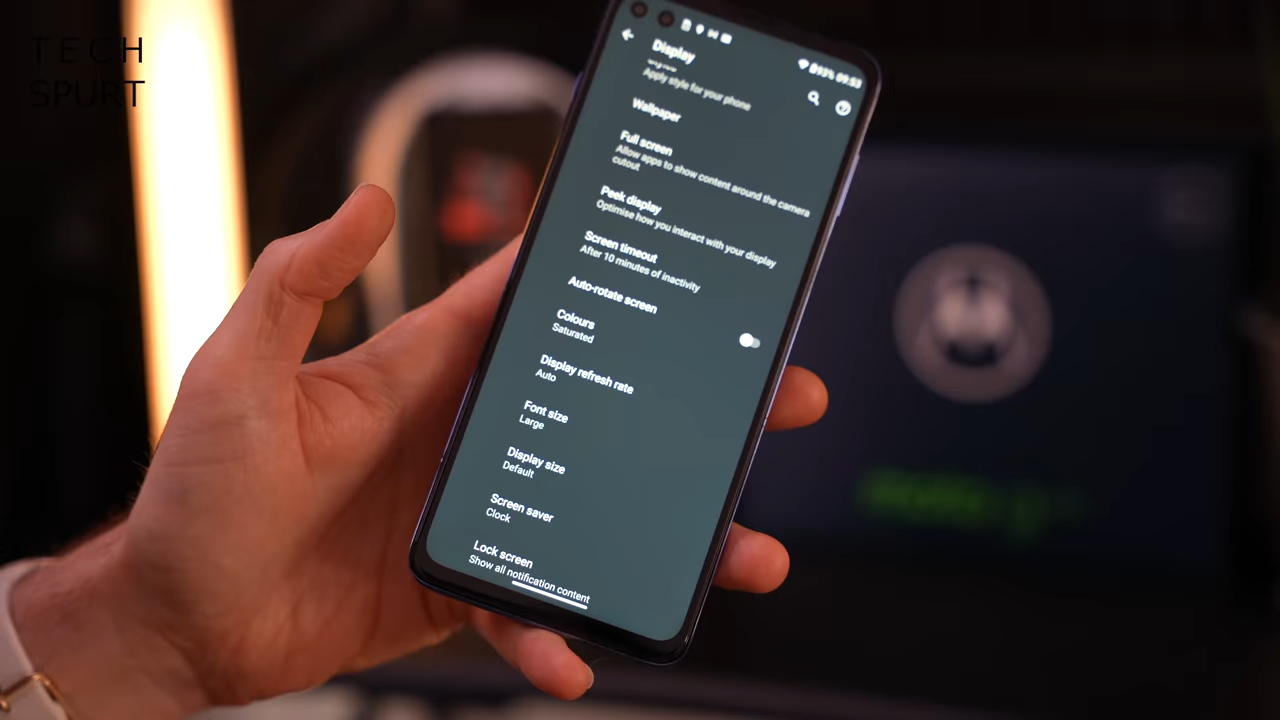 TECH
SPURT
93% 09:53
Display
Apply style for your phone
Wallpaper
Full screen
Allow apps to show content around the camera
cutout
Peek display
Optimise how you interact with your display
Screen timeout
After 10 minutes of inactivity
Auto-rotate screen
Colours
Saturated
Display refresh rate
Auto
Font size
Large
Display size
Default
Screen saver
Clock
Lock screen
Show all notification content